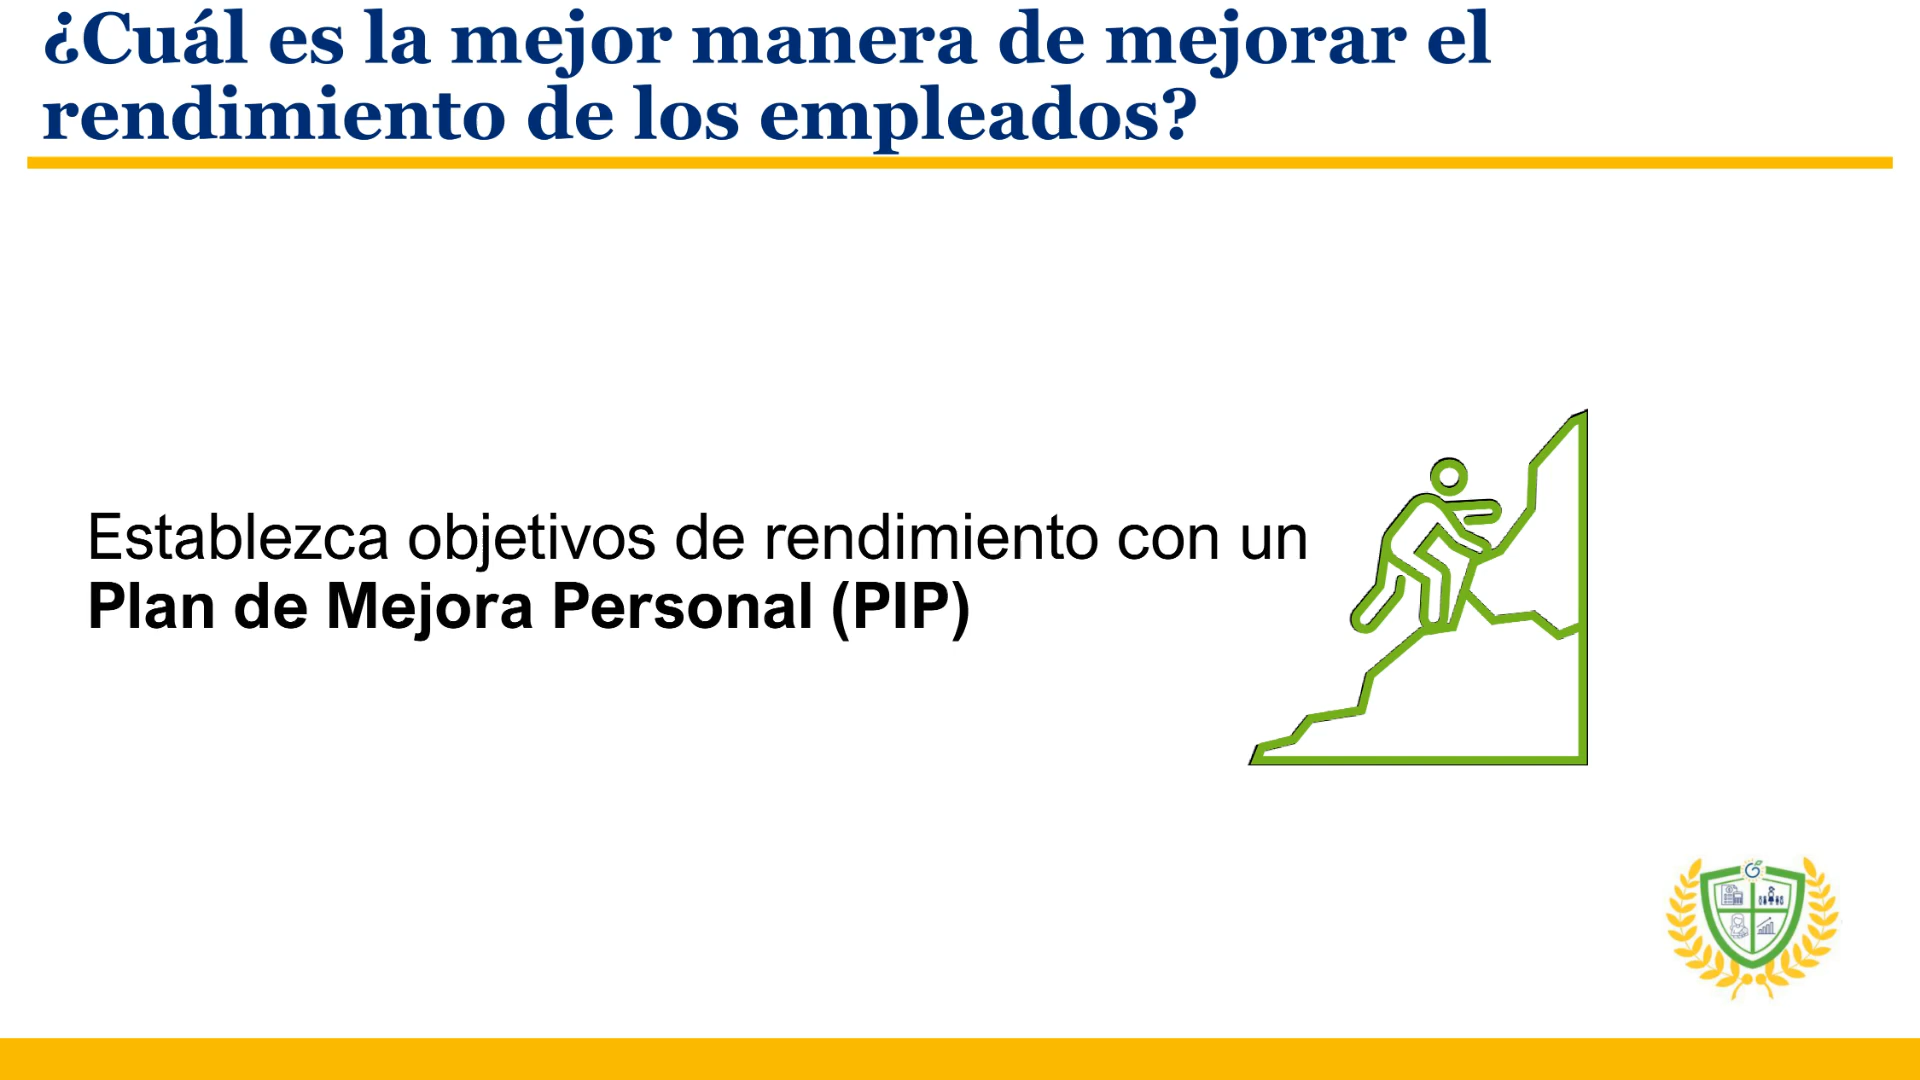 ¿Cuál es la mejor manera de mejorar el
rendimiento de los empleados?
Establezca objetivos de rendimiento con un
Plan de Mejora Personal (PIP)